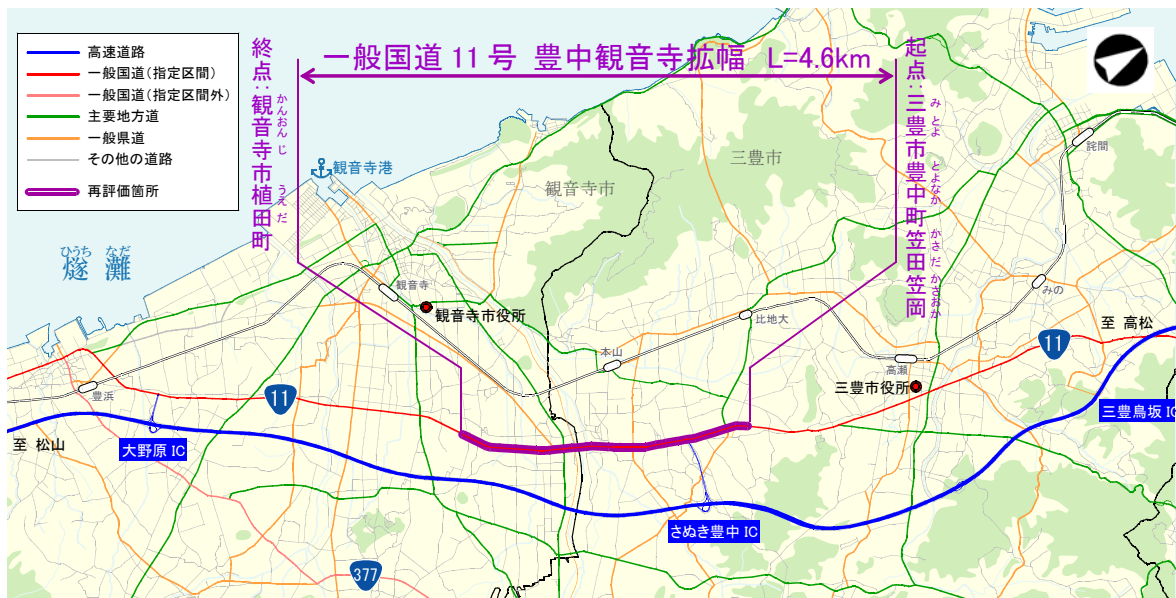 高速道路
一般国道(指定区間)
一般国道(指定区間外)
主要地方道
一般県道
その他の道路
再評価箇所
終点:観音寺市植田町
かんおんじ
うえだ
一般国道 11 号 豊中観音寺拡幅 L=4.6km
起点:三豊市豊中町笠田笠岡
みとよ
とよなか
かさだ かさおか
観音寺港
観音寺市
三豊市
詫間
ひうち なだ
燧 灘
観音寺
観音寺市役所
みの
比地大
至 高松
11
本山
高瀬
三豊市役所
豊浜
11
三豊鳥坂 IC
至 松山
大野原 IC
さぬき豊中 IC
377